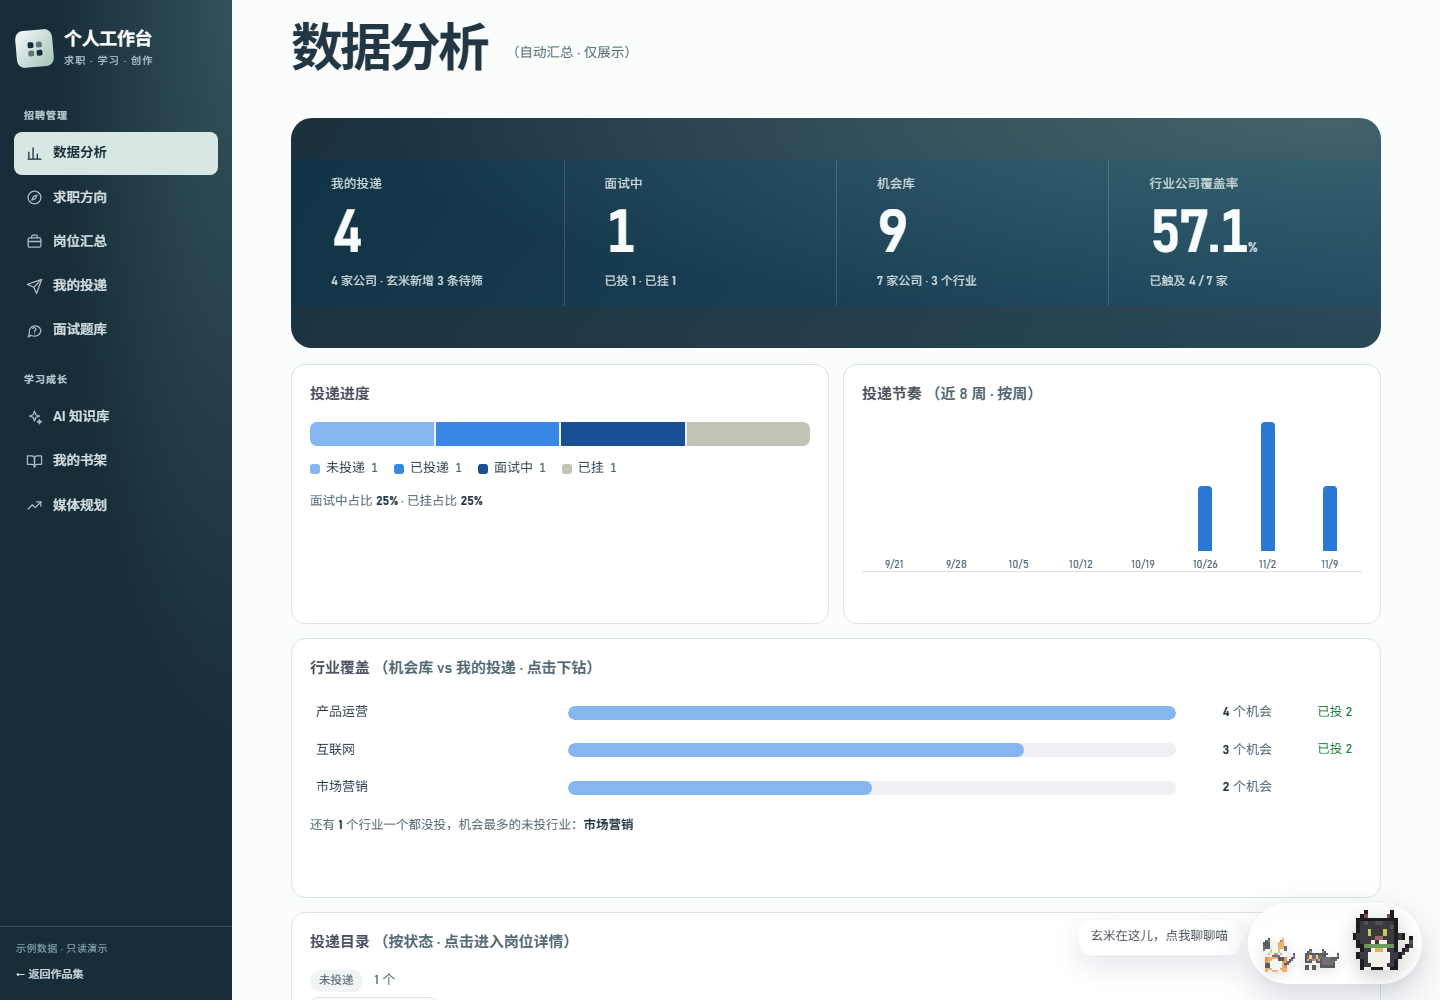 个人工作台
求职 · 学习 · 创作
招聘管理
数据分析
求职方向
岗位汇总
我的投递
面试题库
学习成长
AI 知识库
我的书架
媒体规划
示例数据 · 只读演示
← 返回作品集
数据分析 （自动汇总 · 仅展示）
我的投递
4
4 家公司 · 玄米新增 3 条待筛
面试中
1
已投 1 · 已挂 1
机会库
9
7 家公司 · 3 个行业
行业公司覆盖率
57.1%
已触及 4 / 7 家
投递进度
未投递 1 已投递 1 面试中 1 已挂 1
面试中占比 25% · 已挂占比 25%
投递节奏 （近 8 周 · 按周）
9/21 9/28 10/5 10/12 10/19 10/26 11/2 11/9
行业覆盖 （机会库 vs 我的投递 · 点击下钻）
产品运营 4 个机会 已投 2
互联网 3 个机会 已投 2
市场营销 2 个机会
还有 1 个行业一个都没投，机会最多的未投行业：市场营销
投递目录 （按状态 · 点击进入岗位详情）
未投递 1 个
玄米在这儿，点我聊聊喵